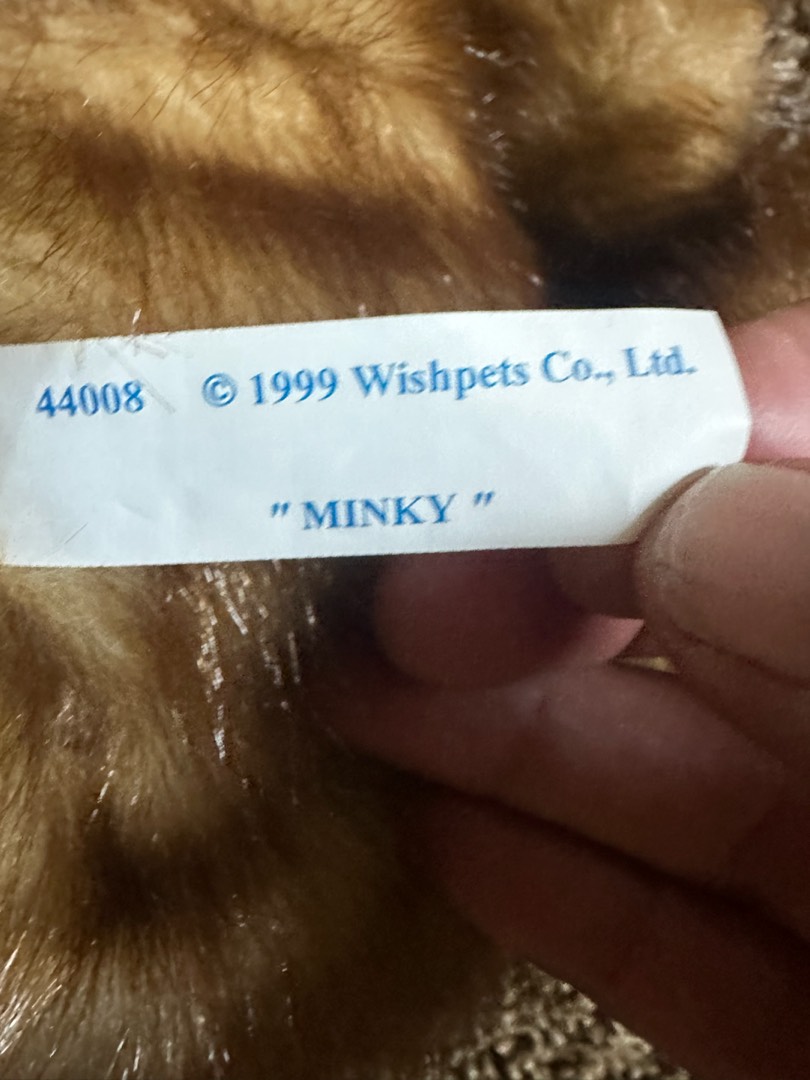 44008 © 1999 Wishpets Co., Ltd.
" MINKY "